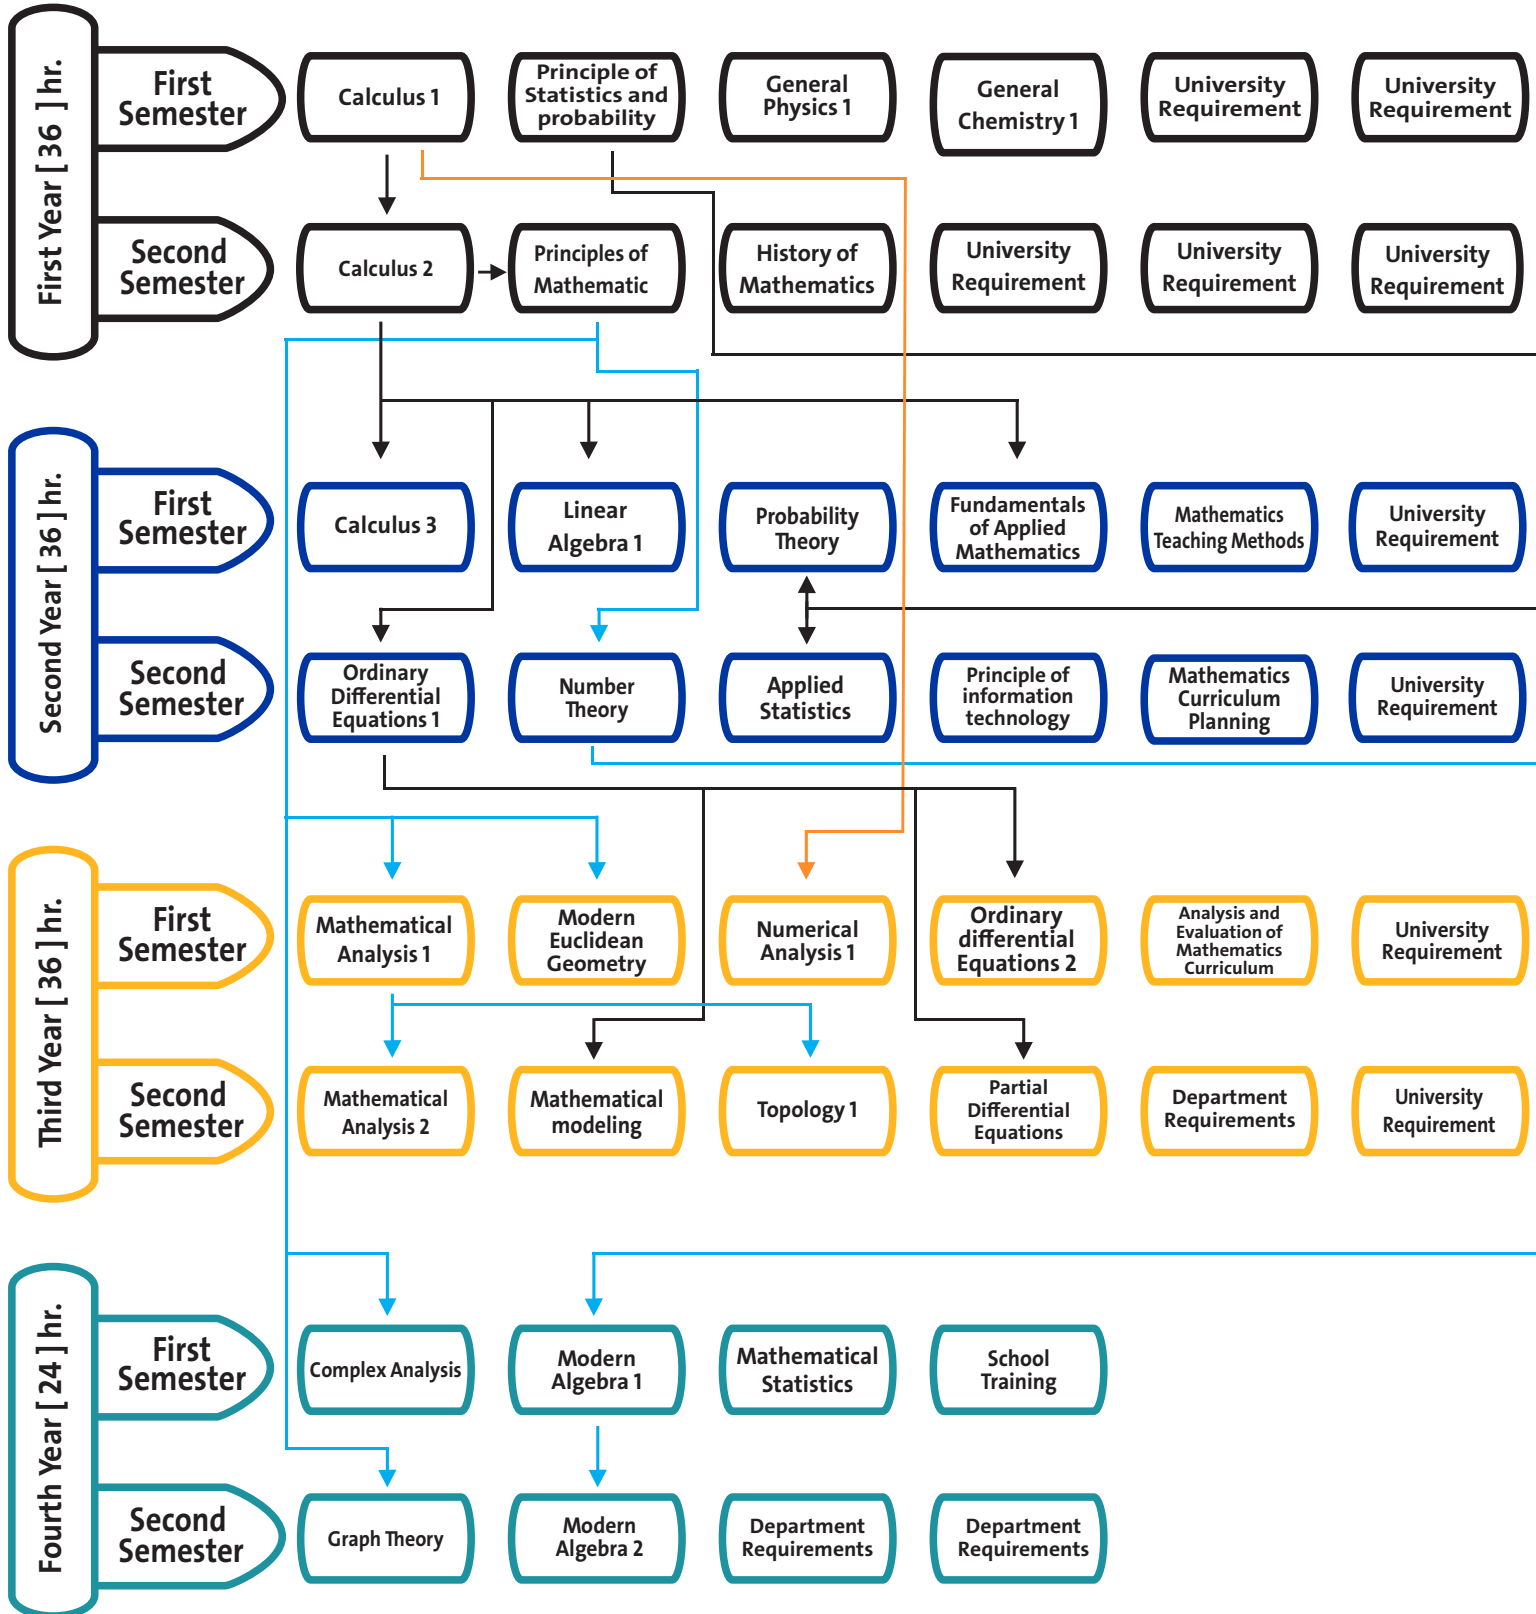 First Year [ 36 ] hr.
First
Semester
Calculus 1
Principle of
Statistics and
probability
General
Physics 1
General
Chemistry 1
University
Requirement
University
Requirement
Second
Semester
Calculus 2
Principles of
Mathematic
History of
Mathematics
University
Requirement
University
Requirement
University
Requirement
Second Year [ 36 ] hr.
First
Semester
Calculus 3
Linear
Algebra 1
Probability
Theory
Fundamentals
of Applied
Mathematics
Mathematics
Teaching Methods
University
Requirement
Second
Semester
Ordinary
Differential
Equations 1
Number
Theory
Applied
Statistics
Principle of
information
technology
Mathematics
Curriculum
Planning
University
Requirement
Third Year [ 36 ] hr.
First
Semester
Mathematical
Analysis 1
Modern
Euclidean
Geometry
Numerical
Analysis 1
Ordinary
differential
Equations 2
Analysis and
Evaluation of
Mathematics
Curriculum
University
Requirement
Second
Semester
Mathematical
Analysis 2
Mathematical
modeling
Topology 1
Partial
Differential
Equations
Department
Requirements
University
Requirement
Fourth Year [ 24 ] hr.
First
Semester
Complex Analysis
Modern
Algebra 1
Mathematical
Statistics
School
Training
Second
Semester
Graph Theory
Modern
Algebra 2
Department
Requirements
Department
Requirements